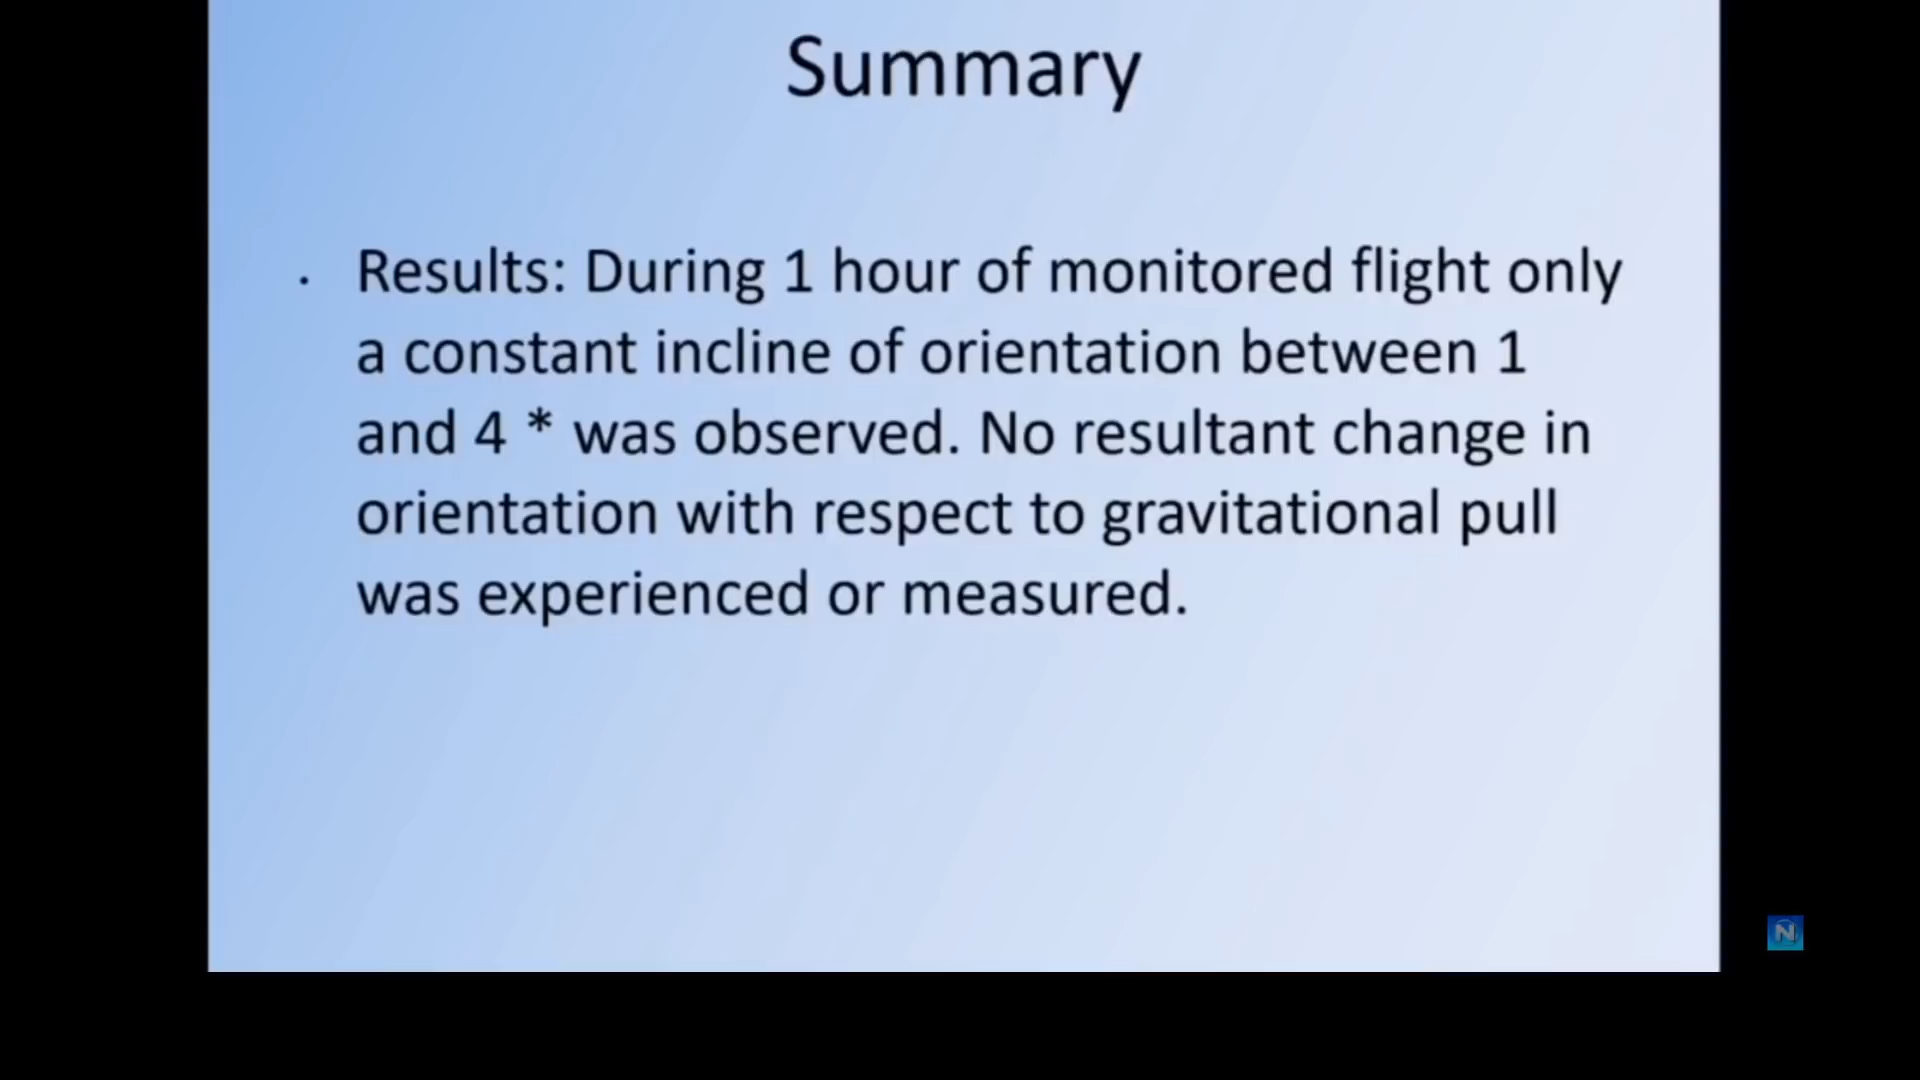 Summary
· Results: During 1 hour of monitored flight only
a constant incline of orientation between 1
and 4 * was observed. No resultant change in
orientation with respect to gravitational pull
was experienced or measured.
N